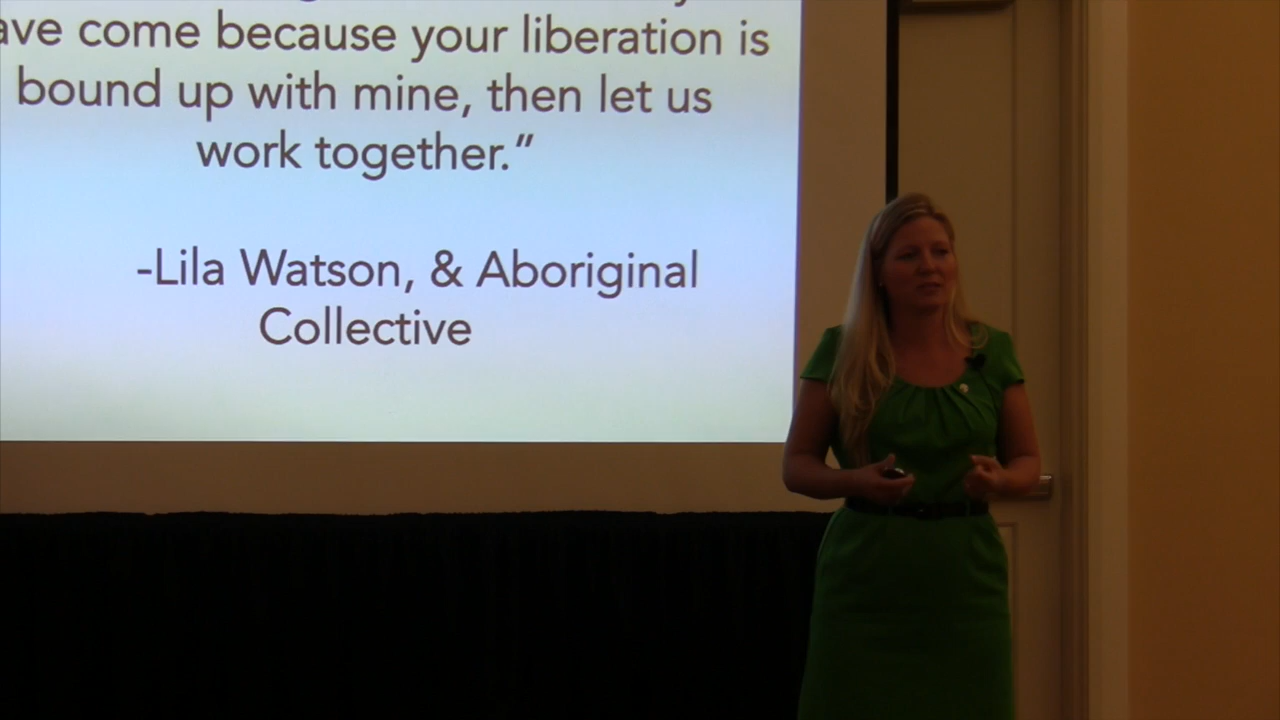 ave come because your liberation is
bound up with mine, then let us
work together.”
-Lila Watson, & Aboriginal
Collective